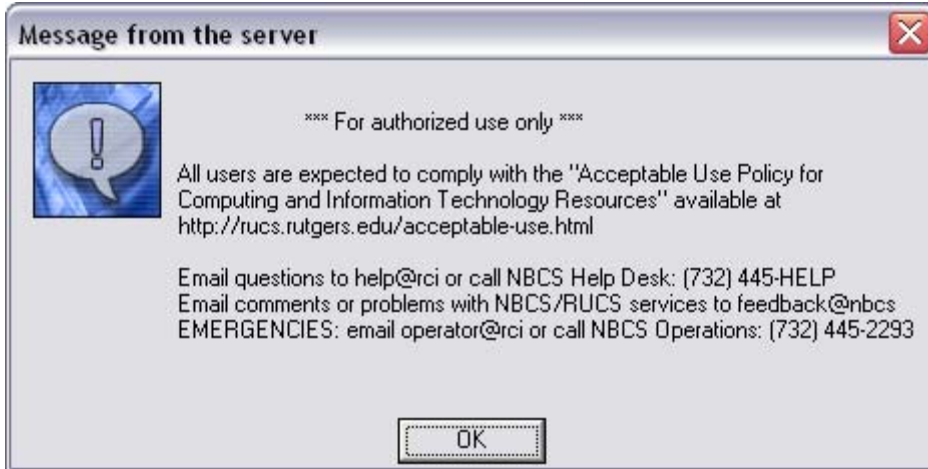 Message from the server
*** For authorized use only ***
All users are expected to comply with the "Acceptable Use Policy for
Computing and Information Technology Resources" available at
http://rucs.rutgers.edu/acceptable-use.html
Email questions to help@rci or call NBCS Help Desk: (732) 445-HELP
Email comments or problems with NBCS/RUCS services to feedback@nbcs
EMERGENCIES: email operator@rci or call NBCS Operations: (732) 445-2293
OK